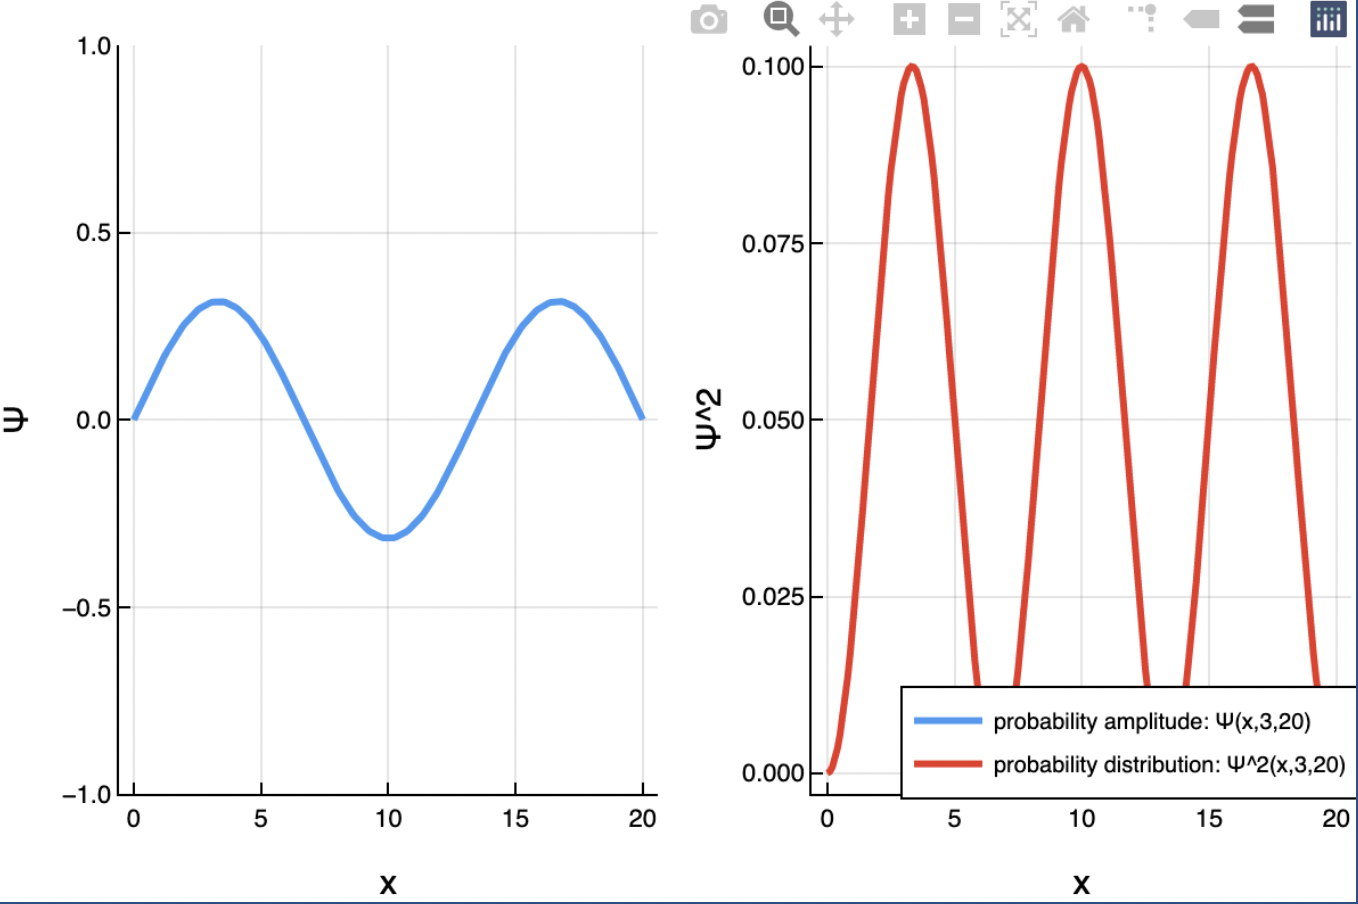 1.0
0.5
0.0
−0.5
−1.0
Ψ
0 5 10 15 20
x
0.100
0.075
0.050
0.025
0.000
Ψ^2
probability amplitude: Ψ(x,3,20)
probability distribution: Ψ^2(x,3,20)
0 5 10 15 20
x